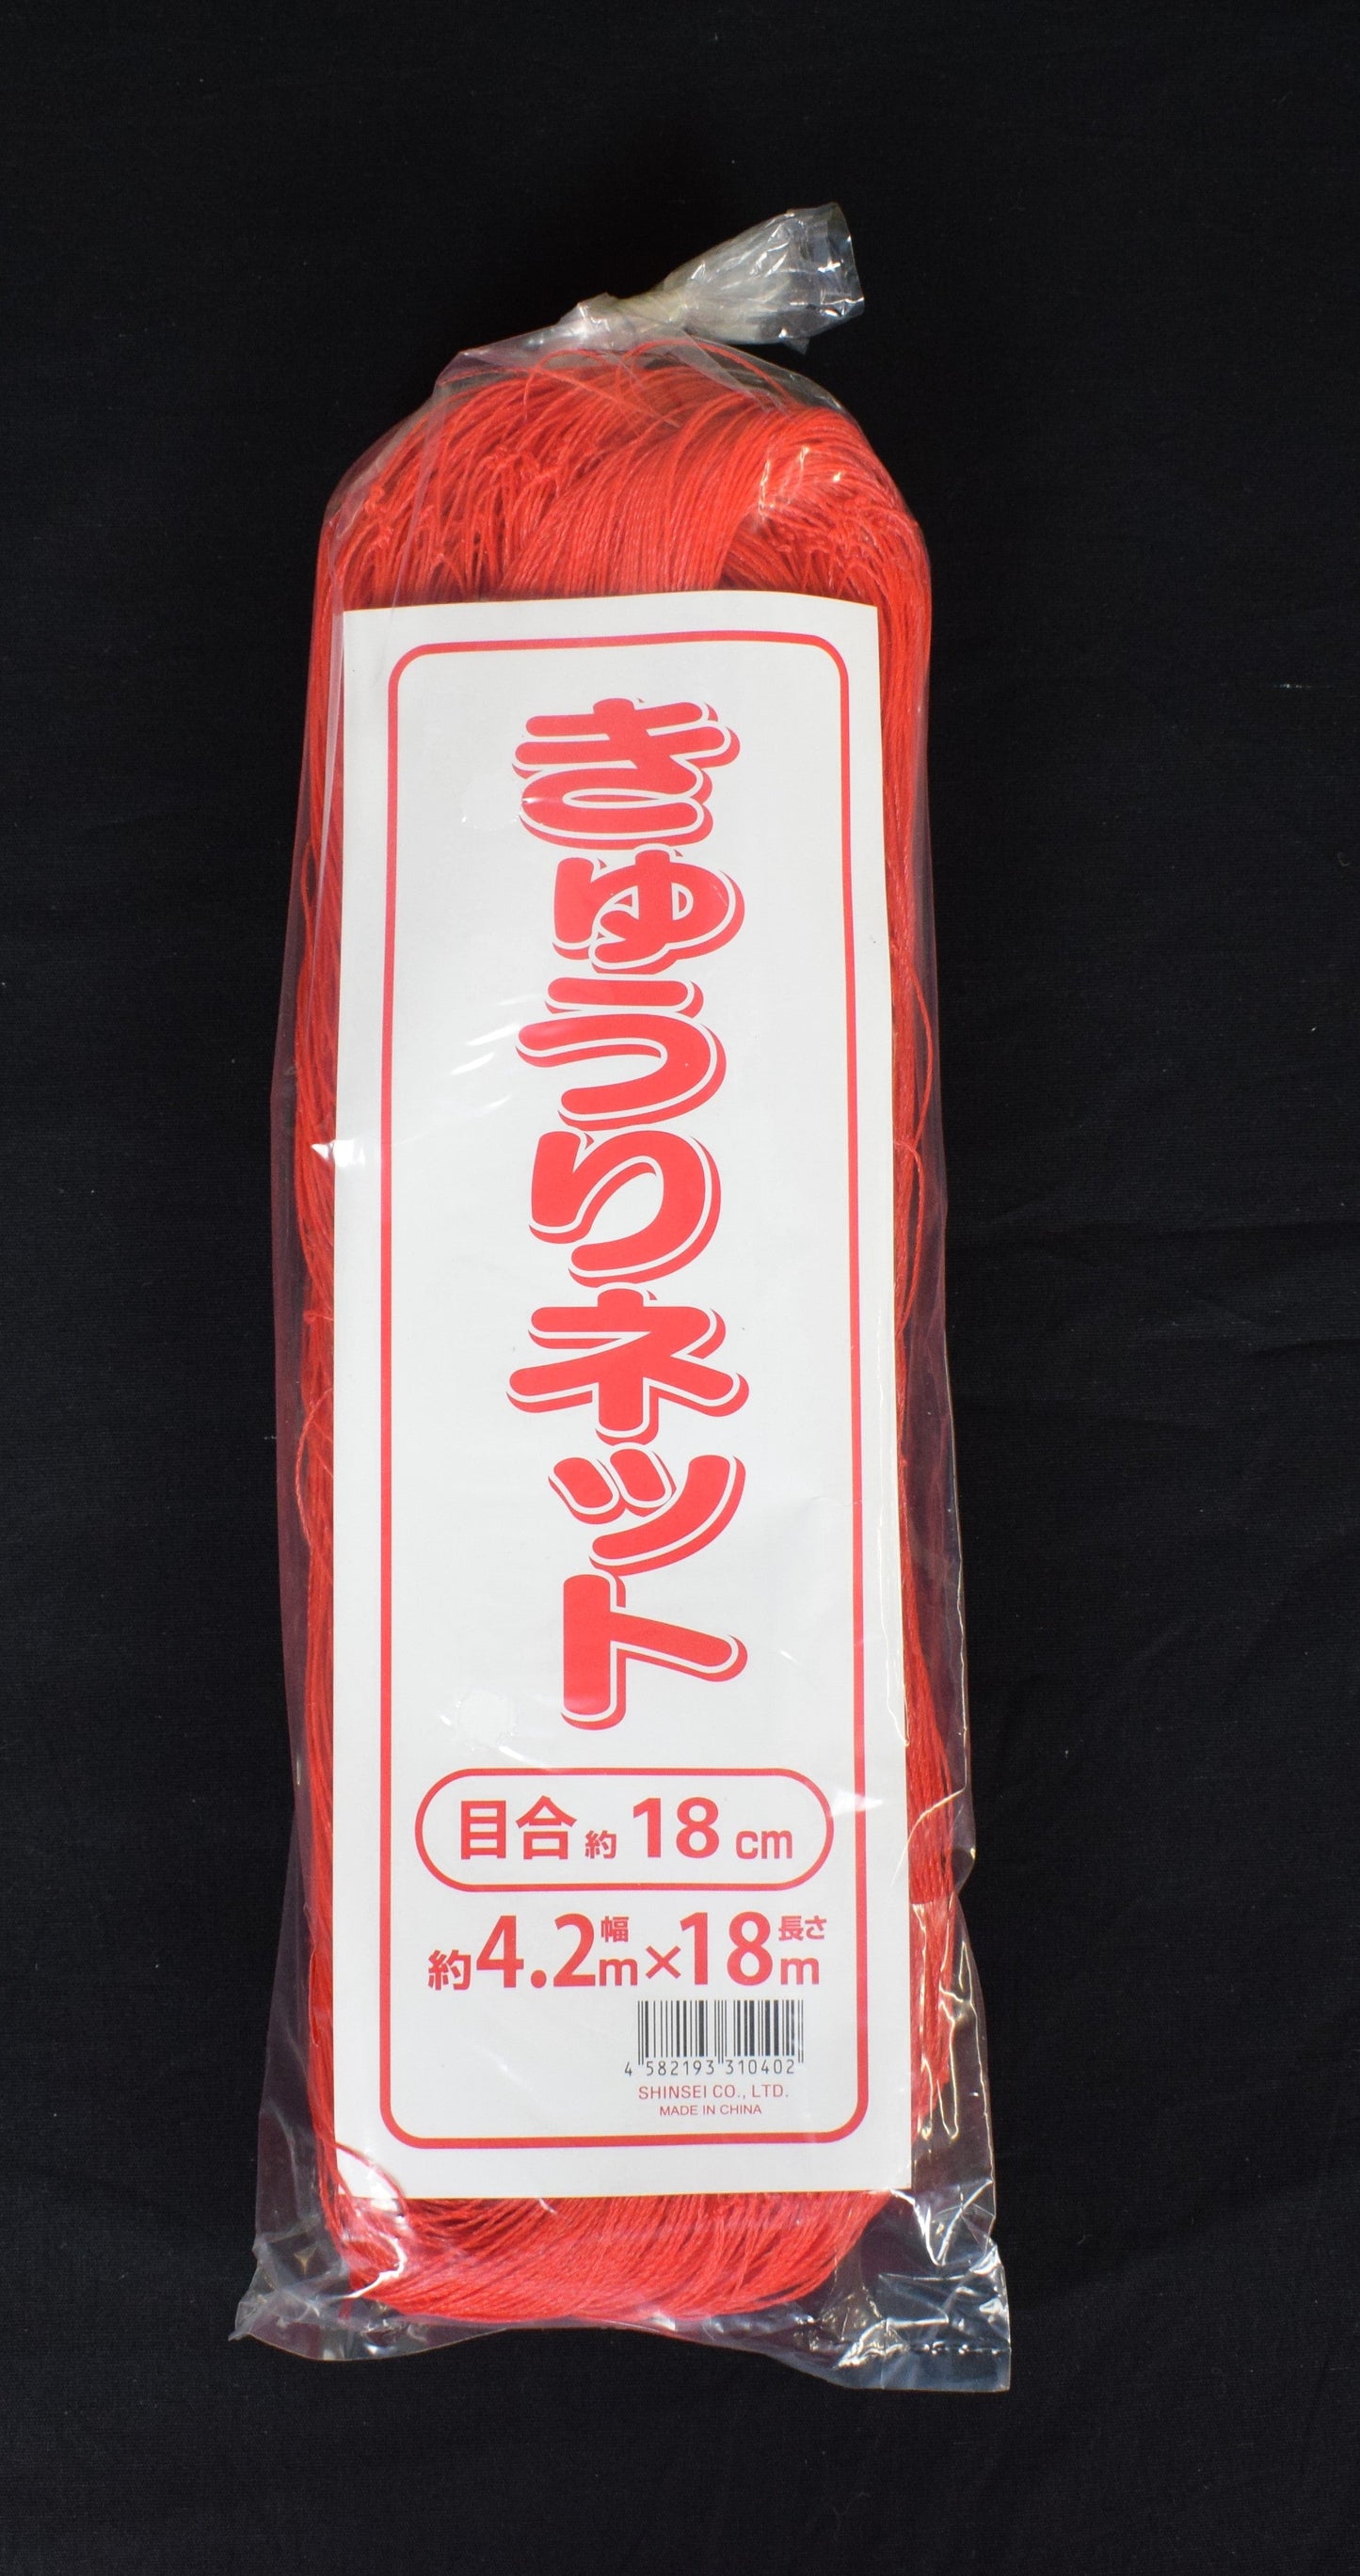 きゅうりネット
目合約18cm
約4.2m幅×18m長さ
4 582193 310402
SHINSEI CO., LTD.
MADE IN CHINA